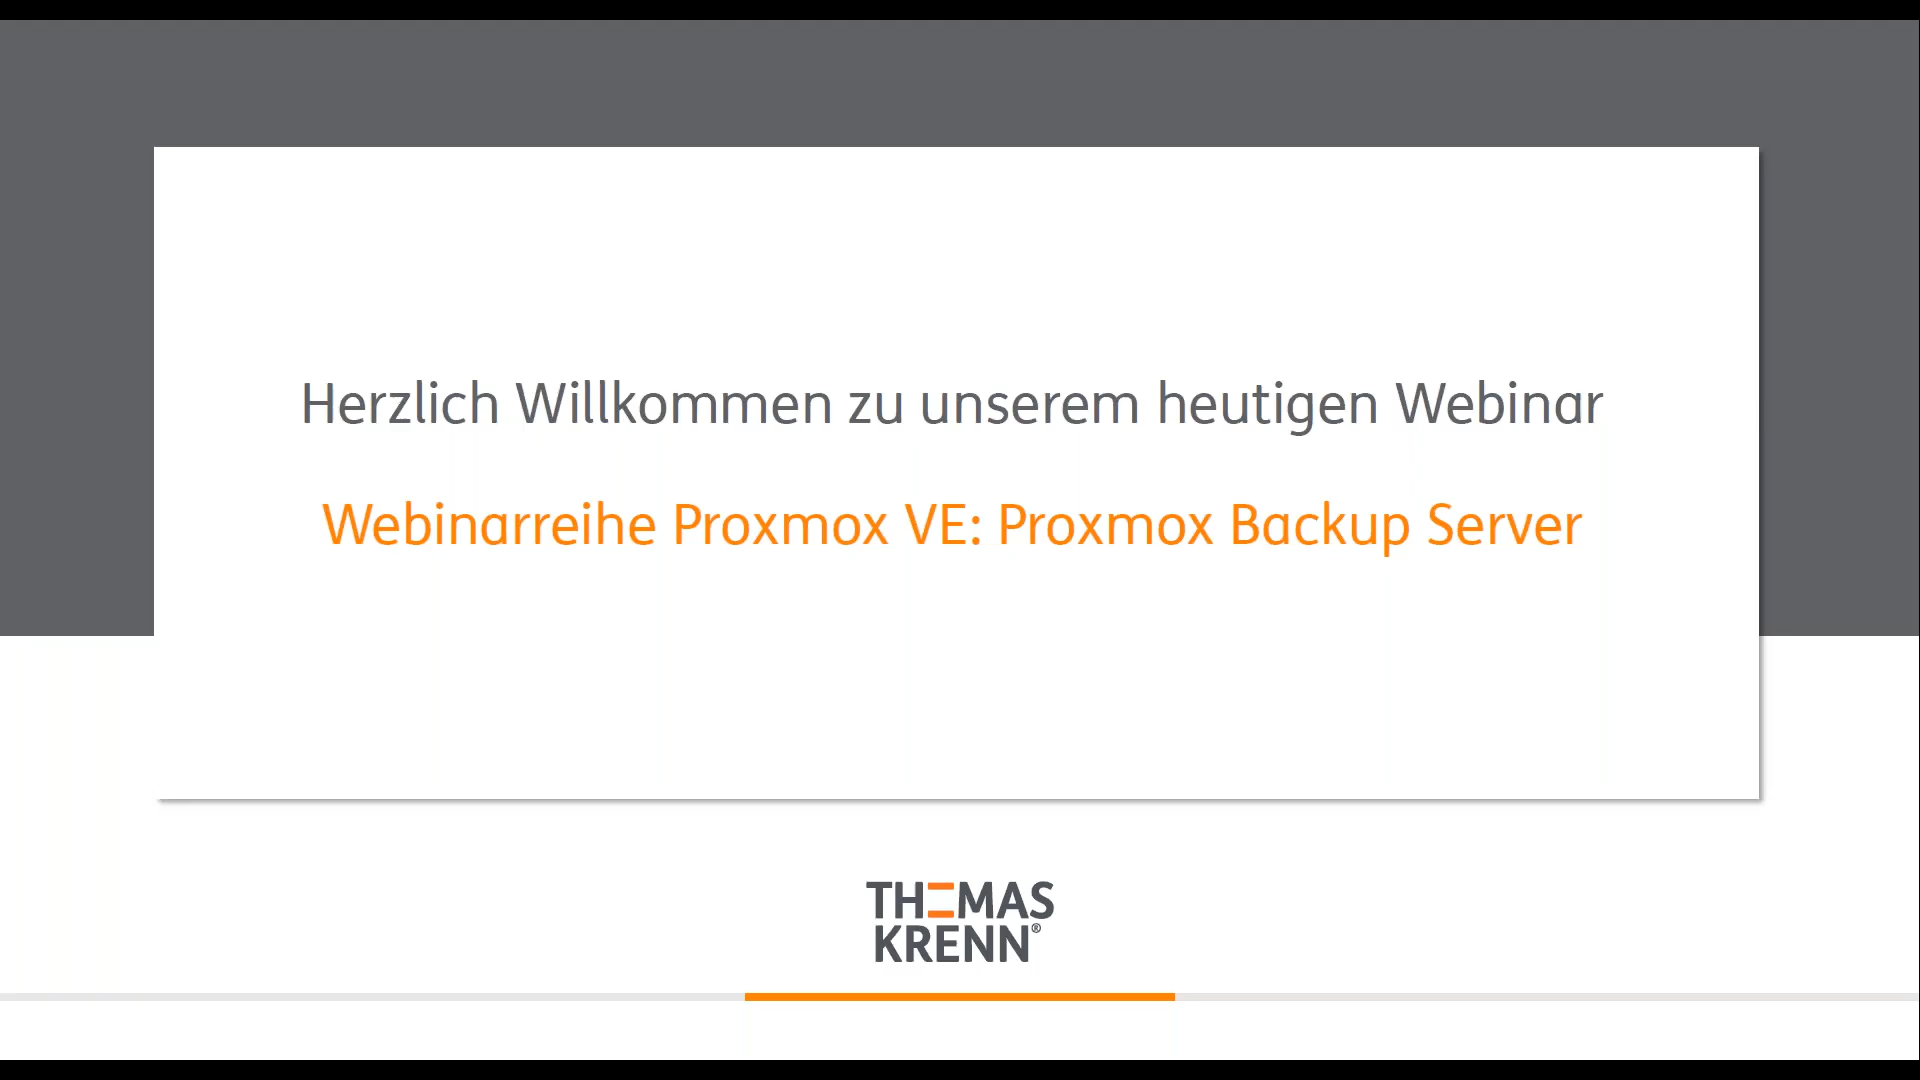 Herzlich Willkommen zu unserem heutigen Webinar
Webinarreihe Proxmox VE: Proxmox Backup Server
THOMAS
KRENN®